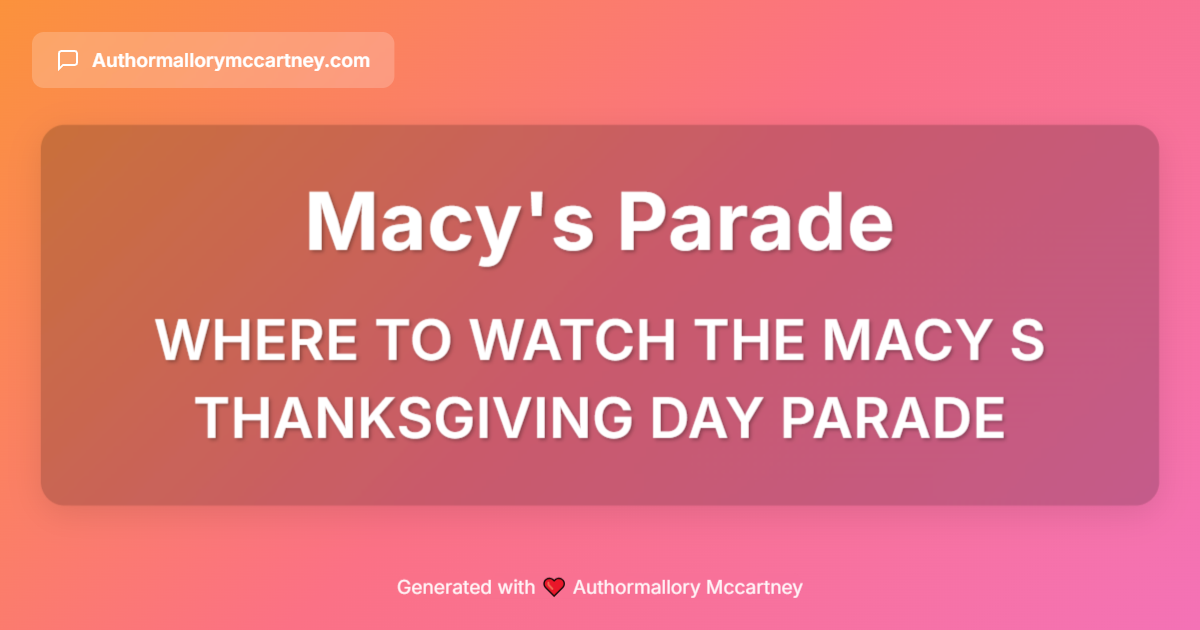 Authormallorymccartney.com
Macy's Parade
WHERE TO WATCH THE MACY S
THANKSGIVING DAY PARADE
Generated with ❤ Authormallory Mccartney